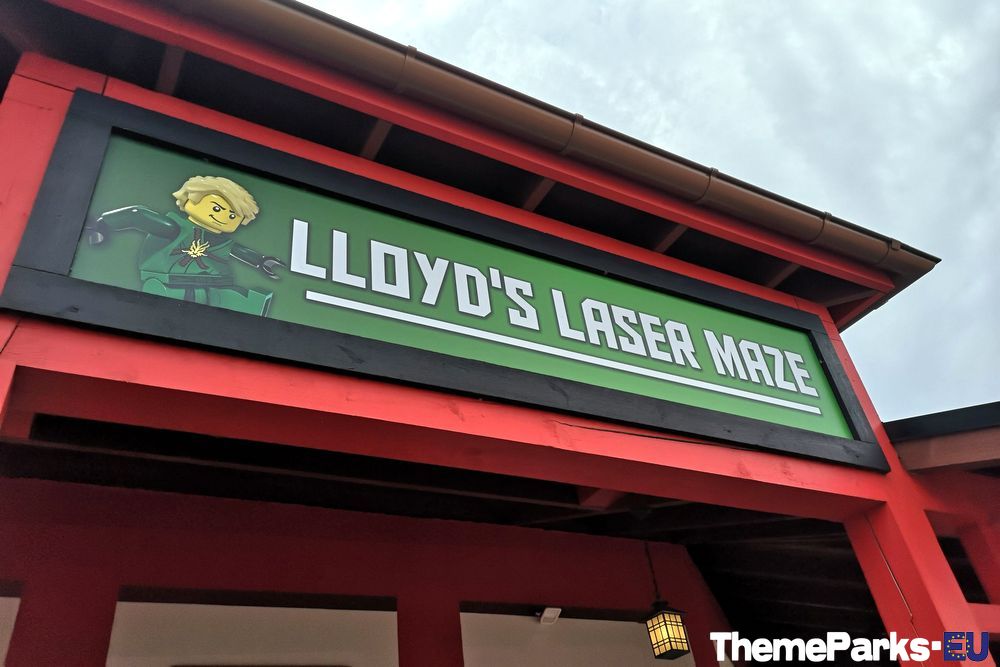 LLOYD'S LASER MAZE
ThemeParks-EU